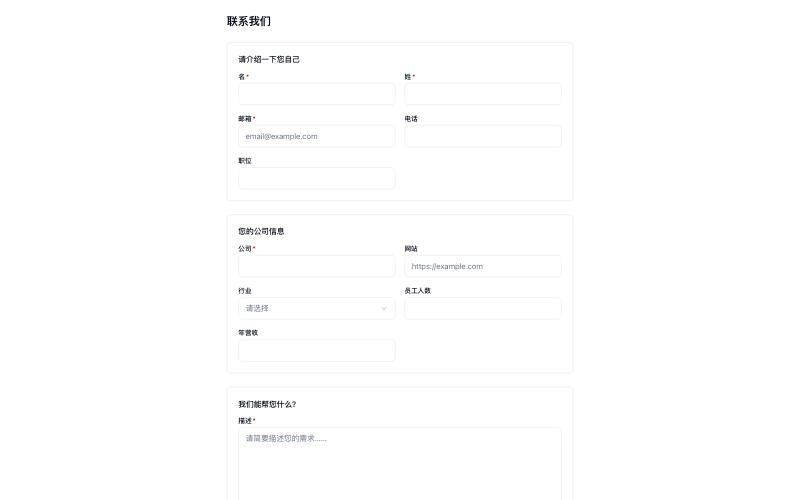 联系我们
请介绍一下您自己
名*
姓*
邮箱*
电话
email@example.com
职位
您的公司信息
公司*
网站
https://example.com
行业
员工人数
请选择
年营收
我们能帮您什么?
描述*
请简要描述您的需求......